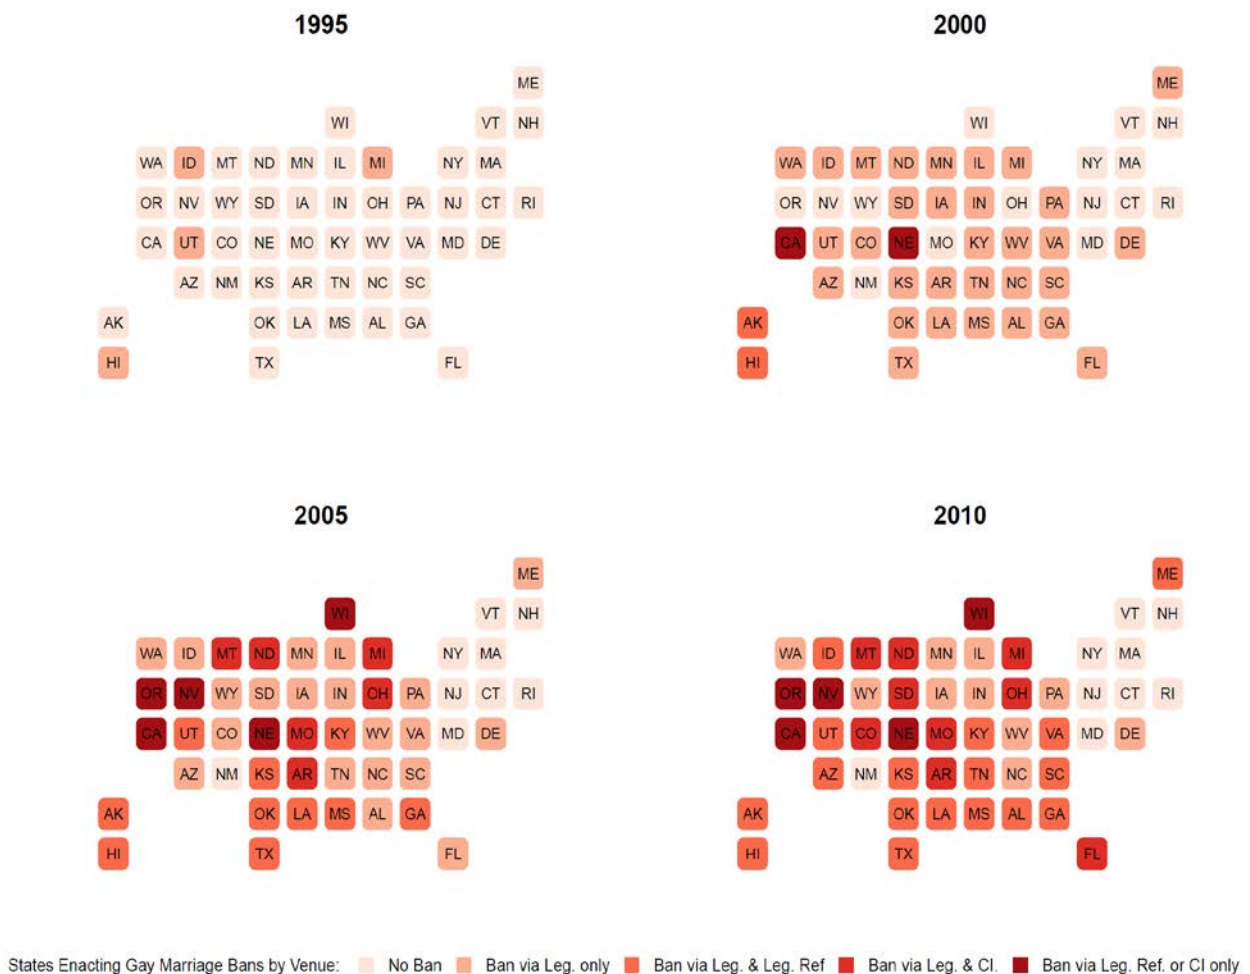 1995 2000
ME ME
WI VT NH WI VT NH
WA ID MT ND MN IL MI NY MA WA ID MT ND MN IL MI NY MA
OR NV WY SD IA IN OH PA NJ CT RI OR NV WY SD IA IN OH PA NJ CT RI
CA UT CO NE MO KY WV VA MD DE CA UT CO NE MO KY WV VA MD DE
AZ NM KS AR TN NC SC AZ NM KS AR TN NC SC
AK OK LA MS AL GA AK OK LA MS AL GA
HI TX FL HI TX FL
2005 2010
ME ME
WI VT NH WI VT NH
WA ID MT ND MN IL MI NY MA WA ID MT ND MN IL MI NY MA
OR NV WY SD IA IN OH PA NJ CT RI OR NV WY SD IA IN OH PA NJ CT RI
CA UT CO NE MO KY WV VA MD DE CA UT CO NE MO KY WV VA MD DE
AZ NM KS AR TN NC SC AZ NM KS AR TN NC SC
AK OK LA MS AL GA AK OK LA MS AL GA
HI TX FL HI TX FL
States Enacting Gay Marriage Bans by Venue: No Ban Ban via Leg. only Ban via Leg. & Leg. Ref Ban via Leg. & CI. Ban via Leg. Ref. or CI only